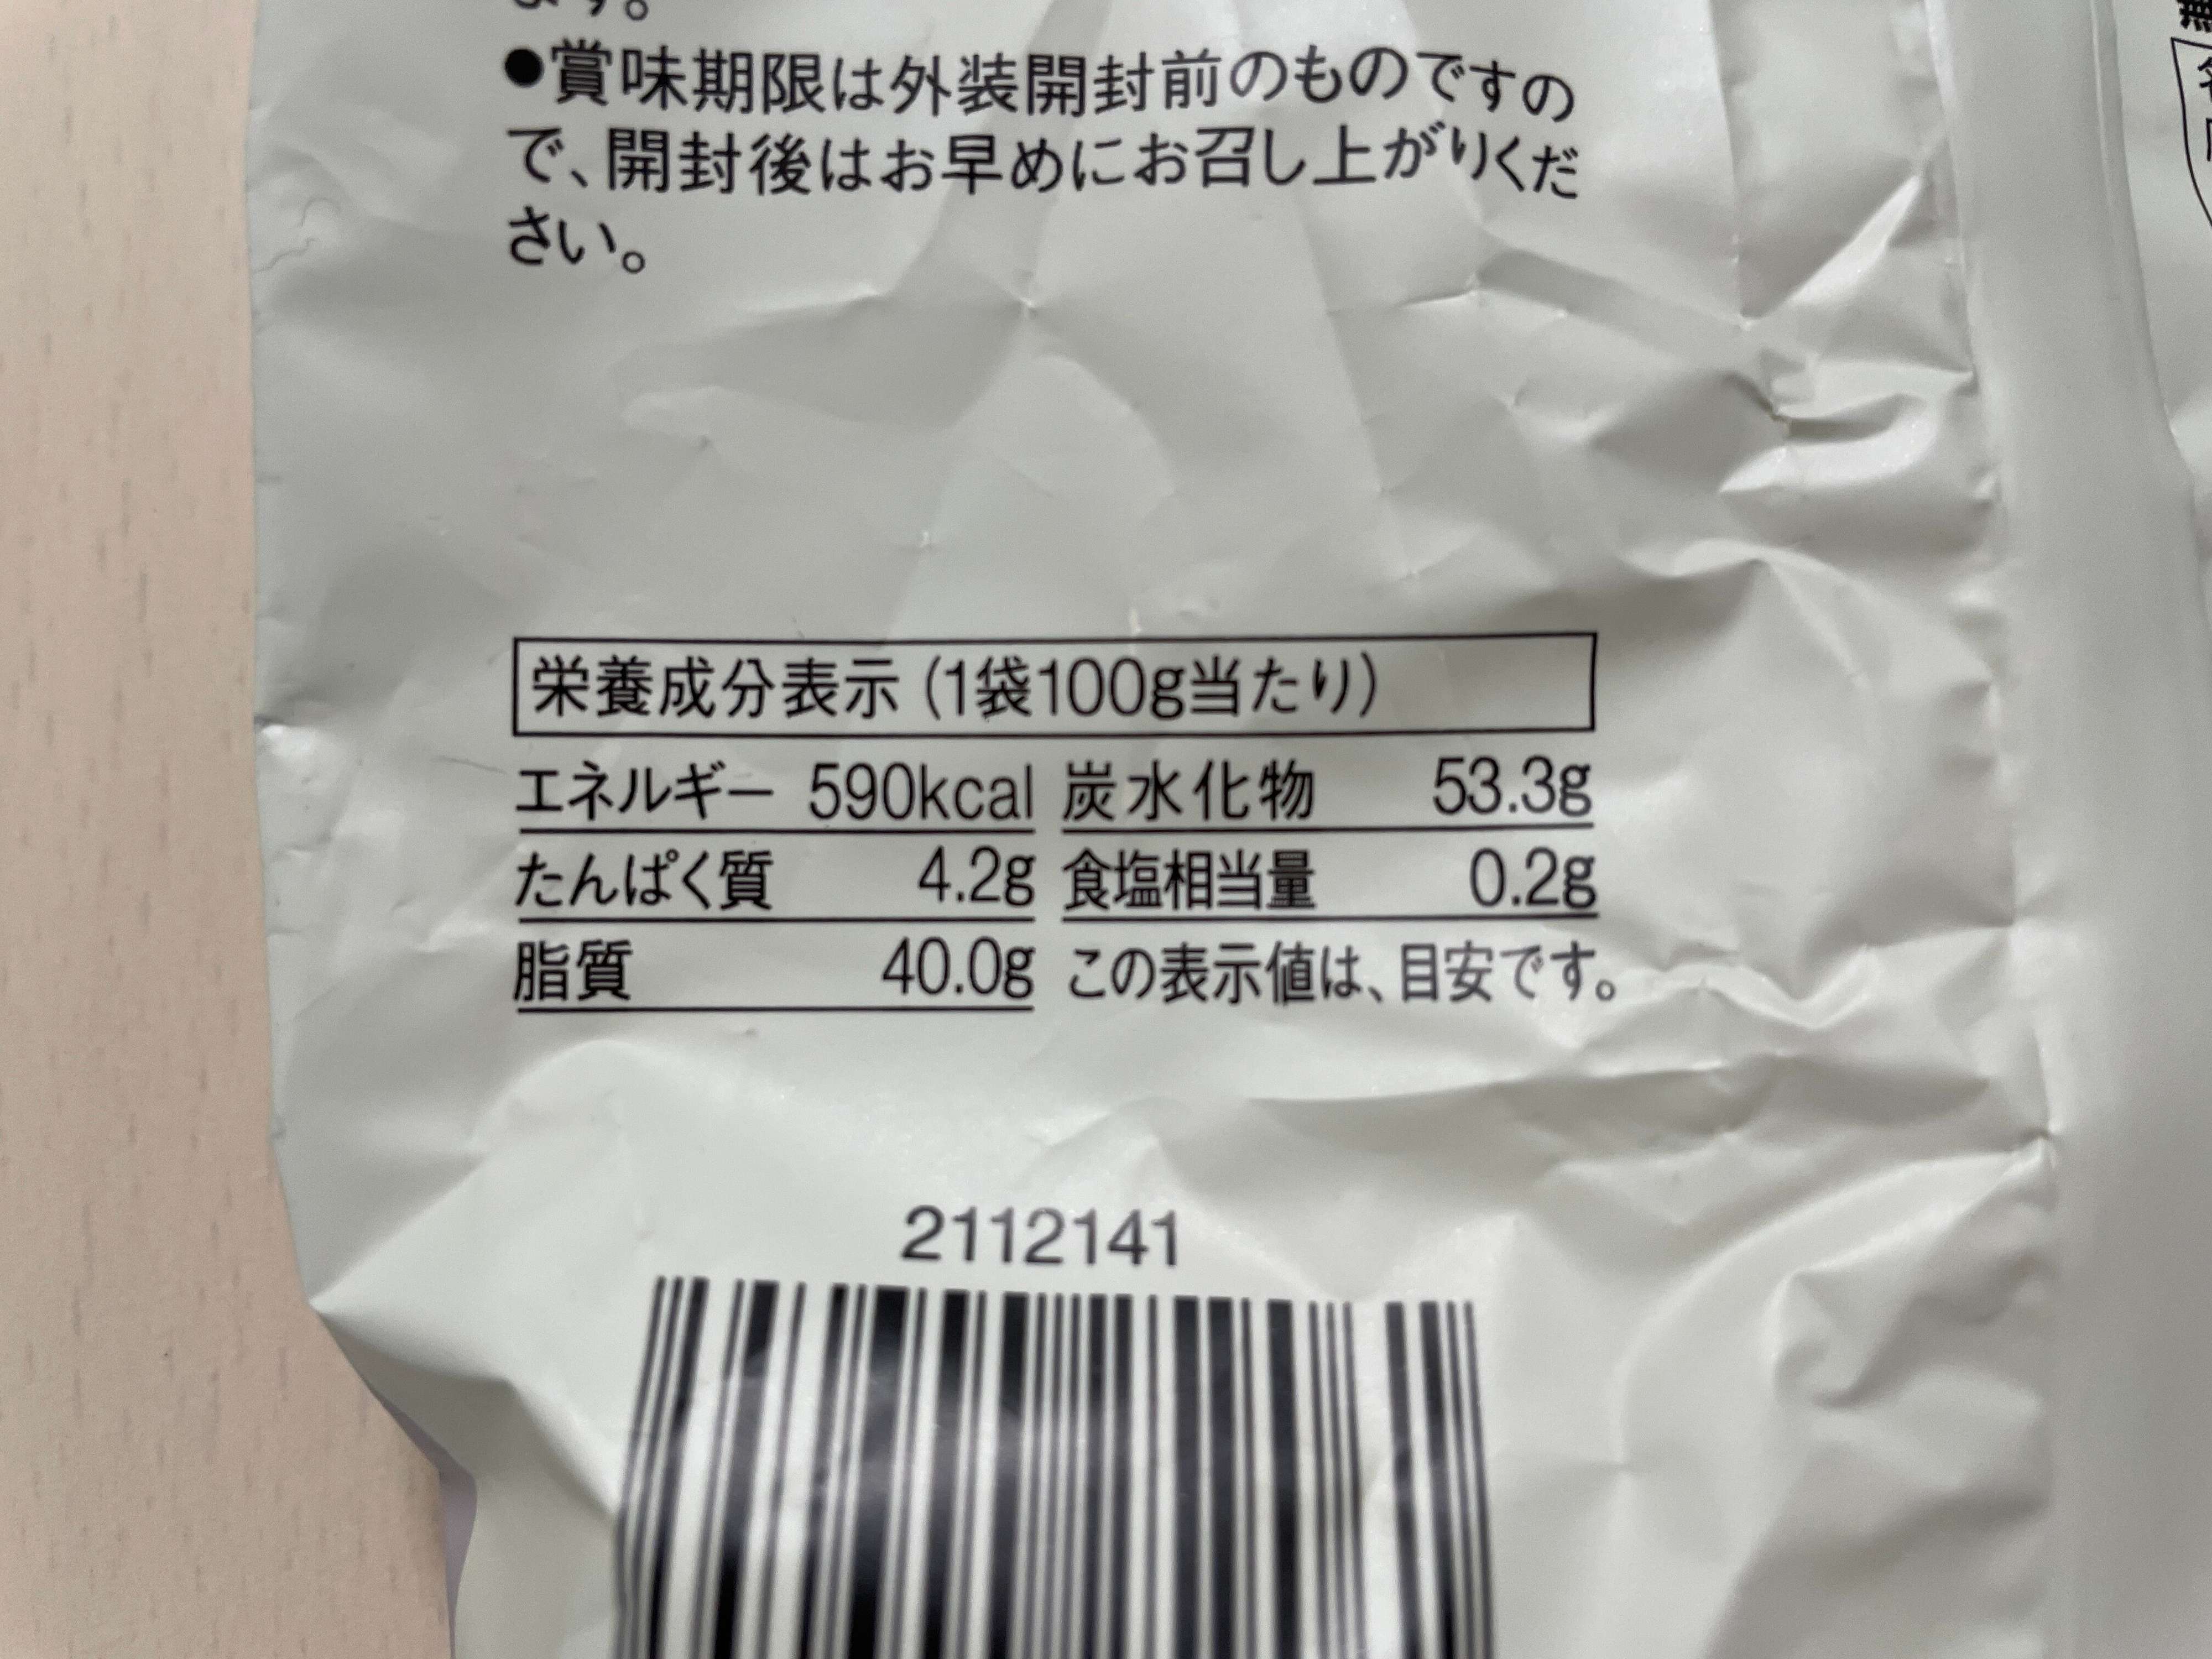 ます。
●賞味期限は外装開封前のものですの
で、開封後はお早めにお召し上がりくだ
さい。
栄養成分表示(1袋100g当たり)
エネルギー 590kcal 炭水化物 53.3g
たんぱく質 4.2g 食塩相当量 0.2g
脂質 40.0g この表示値は、目安です。
2112141